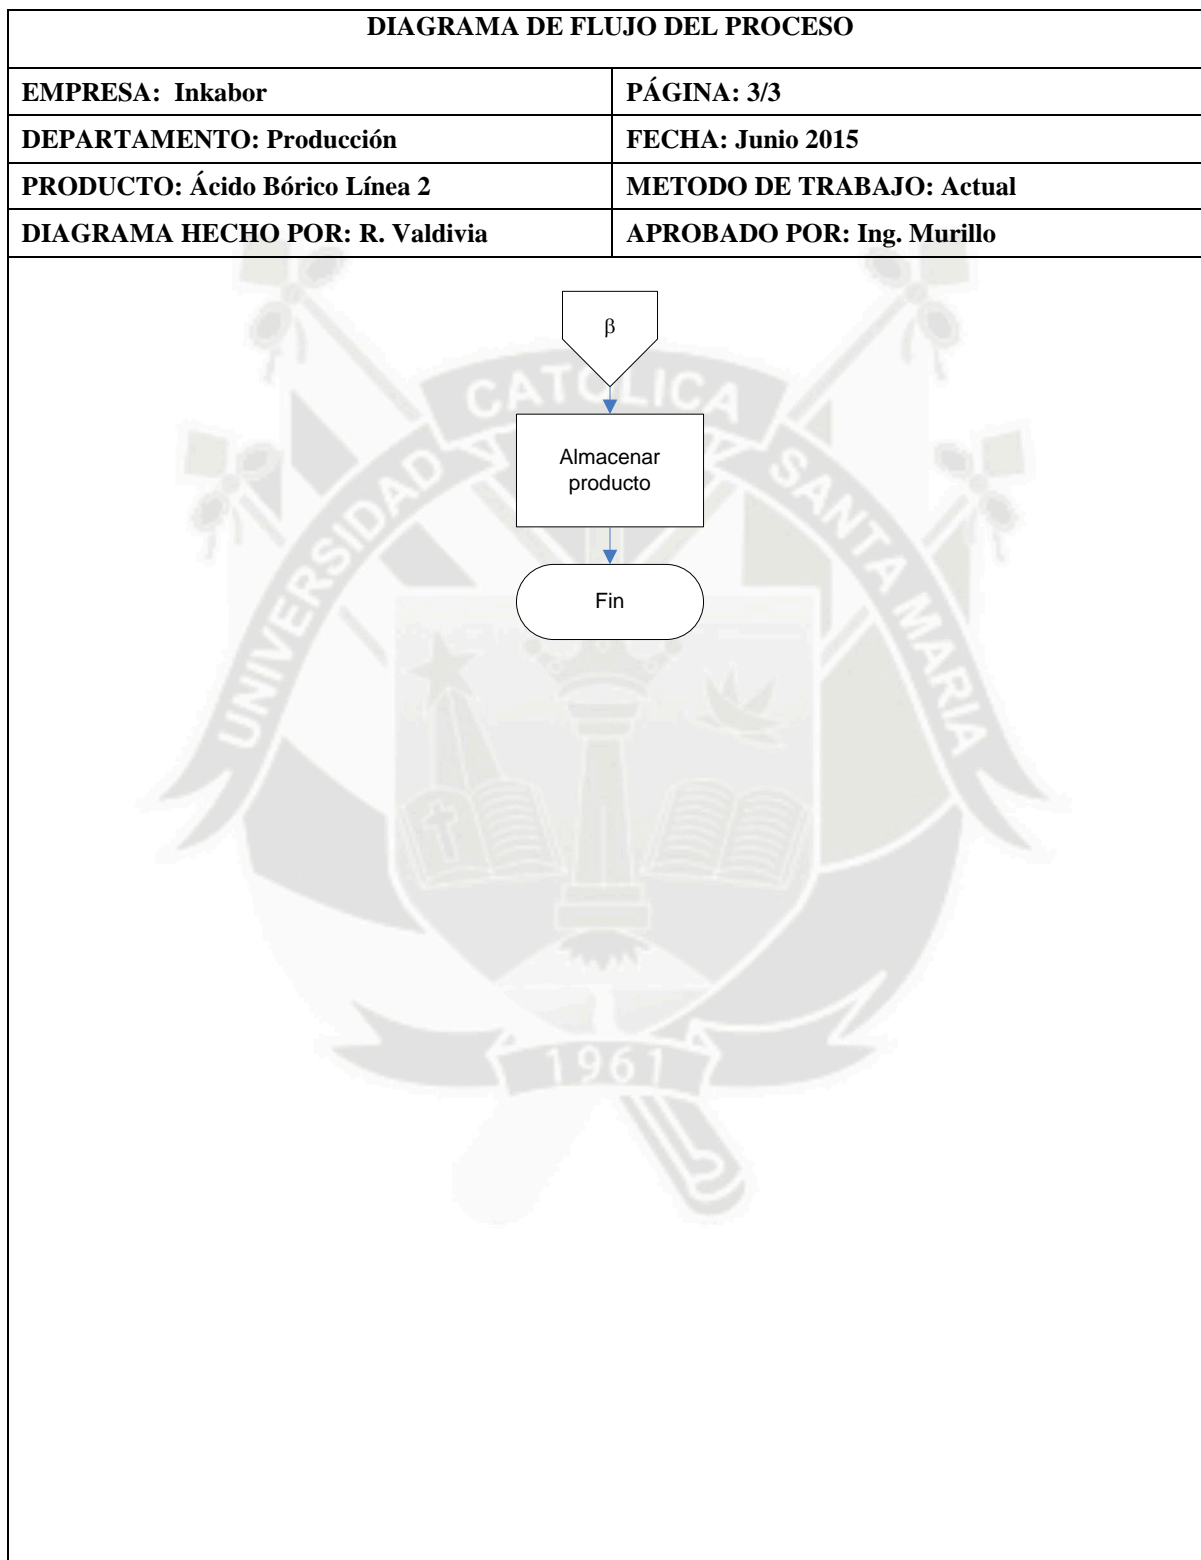 DIAGRAMA DE FLUJO DEL PROCESO
EMPRESA: Inkabor
PÁGINA: 3/3
DEPARTAMENTO: Producción
FECHA: Junio 2015
PRODUCTO: Ácido Bórico Línea 2
METODO DE TRABAJO: Actual
DIAGRAMA HECHO POR: R. Valdivia
APROBADO POR: Ing. Murillo
β
Almacenar
producto
Fin
UNIVERSIDAD CATOLICA SANTA MARIA
1961